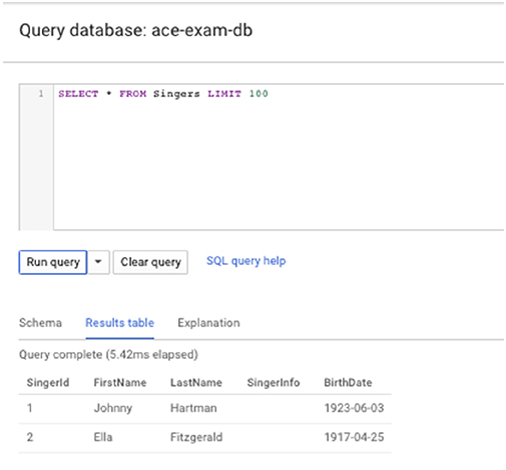 Query database: ace-exam-db
1 SELECT * FROM Singers LIMIT 100
Run query Clear query SQL query help
Schema Results table Explanation
Query complete (5.42ms elapsed)
SingerId FirstName LastName SingerInfo BirthDate
1 Johnny Hartman 1923-06-03
2 Ella Fitzgerald 1917-04-25